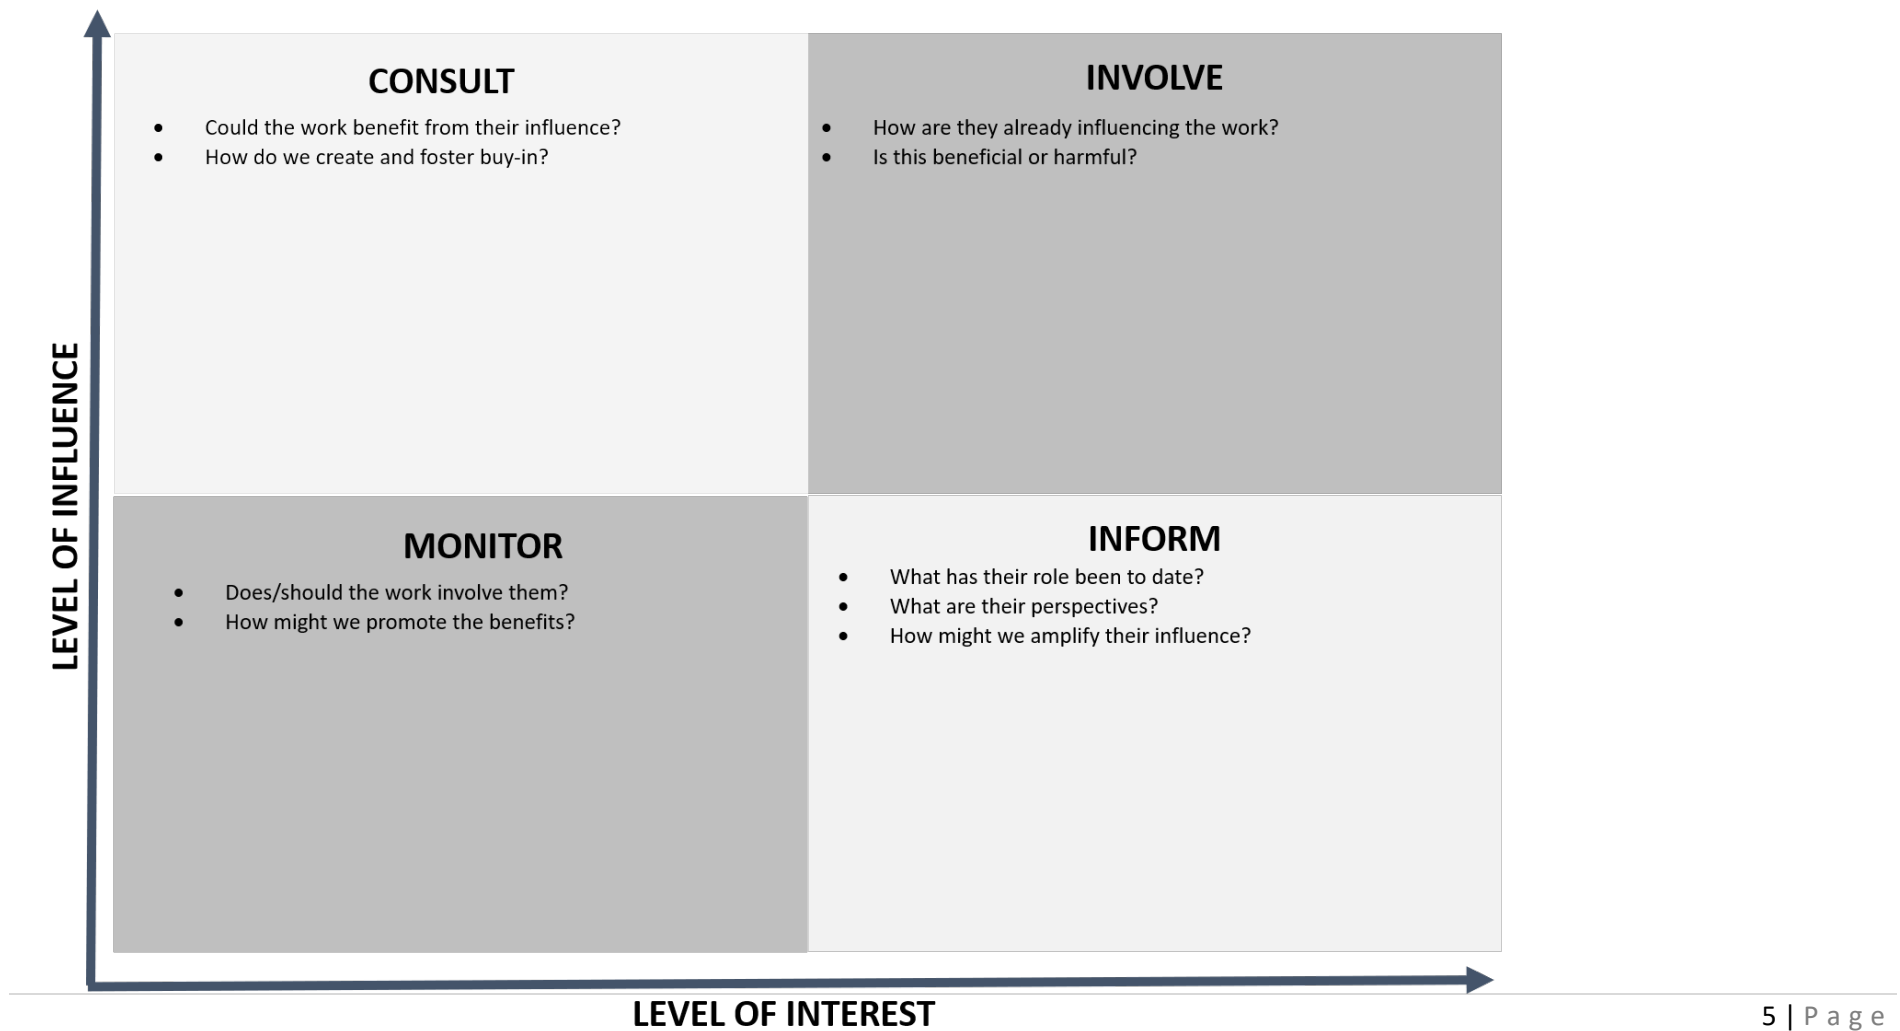 CONSULT
• Could the work benefit from their influence?
• How do we create and foster buy-in?
INVOLVE
• How are they already influencing the work?
• Is this beneficial or harmful?
LEVEL OF INFLUENCE
MONITOR
• Does/should the work involve them?
• How might we promote the benefits?
INFORM
• What has their role been to date?
• What are their perspectives?
• How might we amplify their influence?
LEVEL OF INTEREST
5 | Page